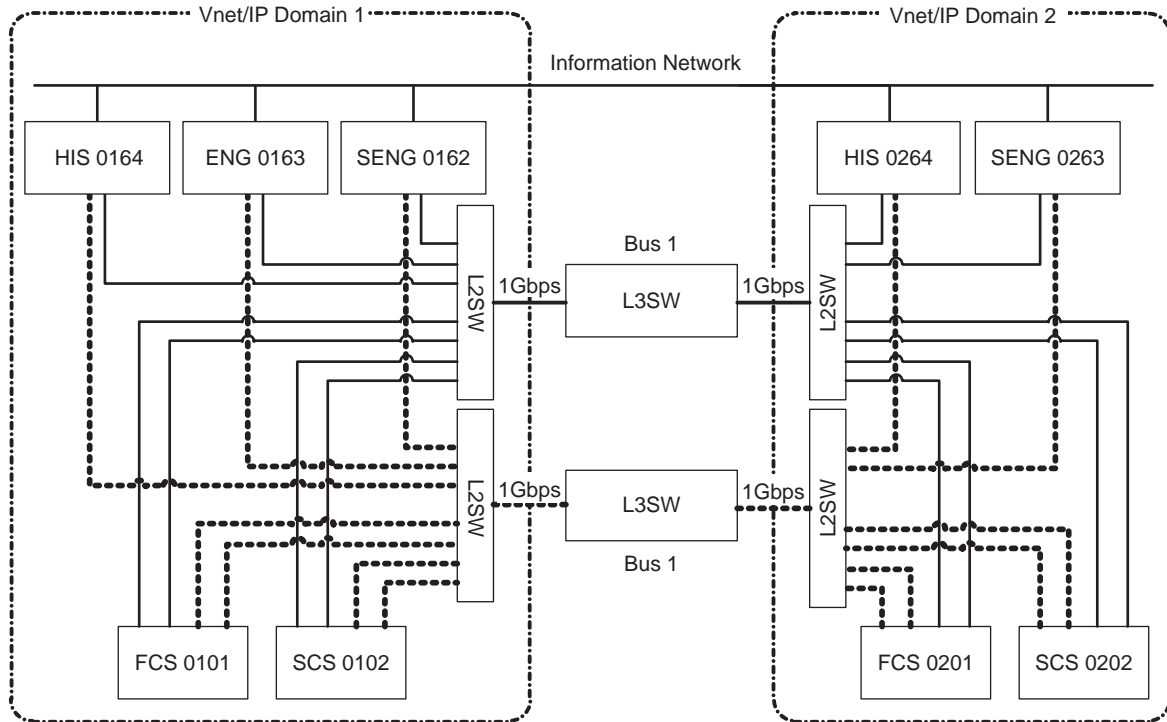 Vnet/IP Domain 1
Vnet/IP Domain 2
Information Network
HIS 0164
ENG 0163
SENG 0162
HIS 0264
SENG 0263
Bus 1
L2SW
1Gbps
L3SW
1Gbps
L2SW
L2SW
1Gbps
L3SW
1Gbps
L2SW
Bus 1
FCS 0101
SCS 0102
FCS 0201
SCS 0202